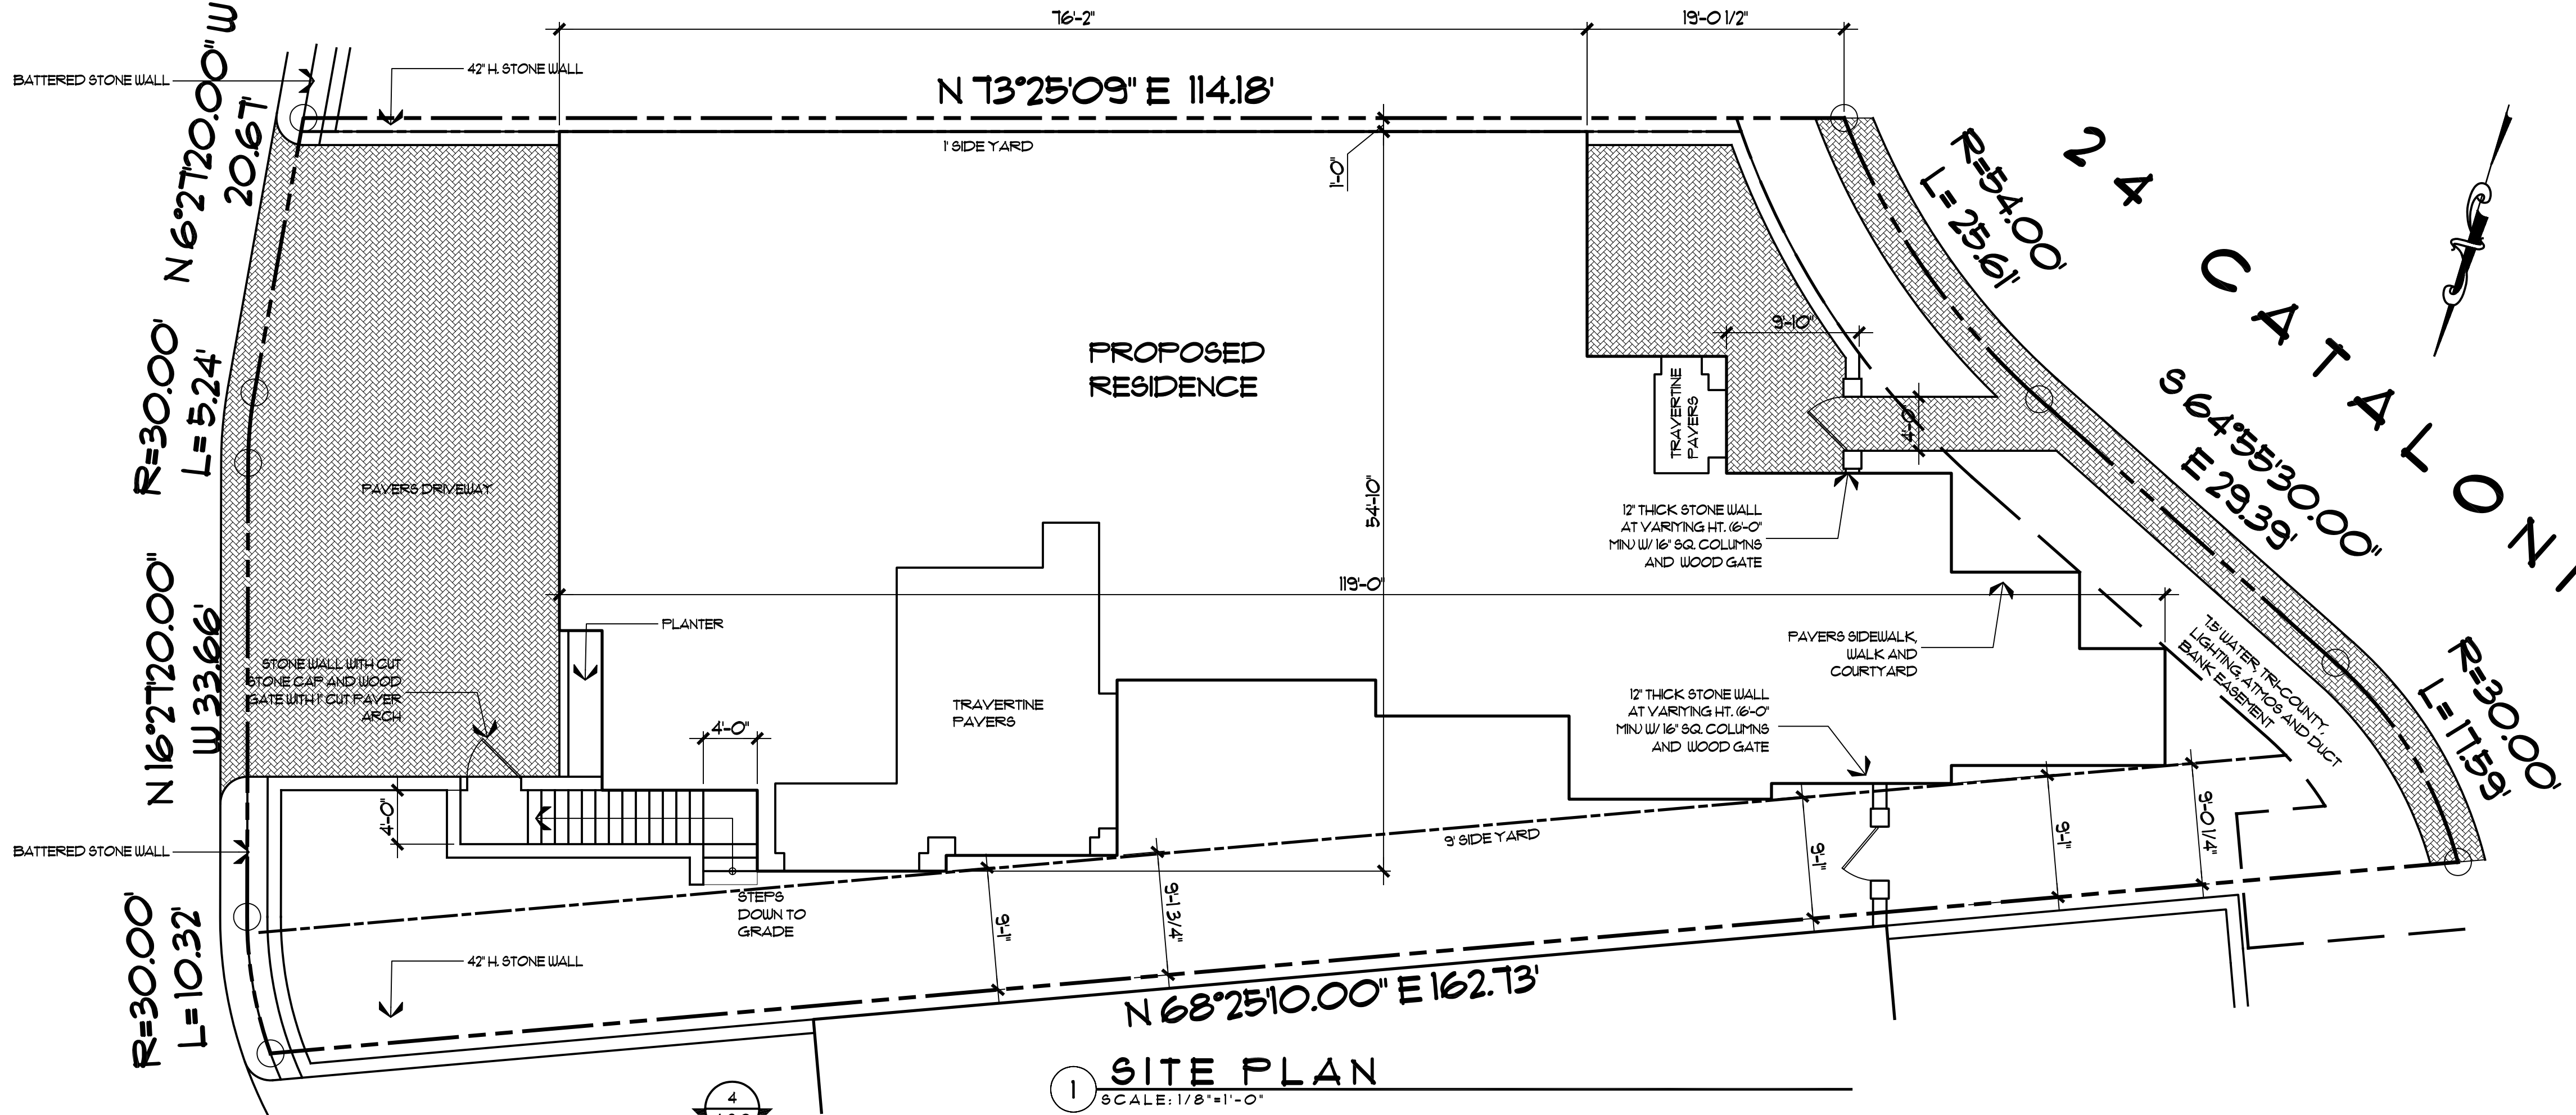 76'-2"
19'-0 1/2"
BATTERED STONE WALL
42" H. STONE WALL
N 73°25'09" E 114.18'
N 6°27'20.00" W
20.67'
1' SIDE YARD
1'-0"
R=54.00'
L= 25.61'
24 CATALONI
PROPOSED
RESIDENCE
9'-10"
TRAVERTINE
PAVERS
4'-0"
S 64°55'30.00"
E 29.39'
R=30.00'
L= 5.24'
PAVERS DRIVEWAY
54'-10"
12" THICK STONE WALL
AT VARIYING HT. (6'-0"
MIN.) W/ 16" SQ. COLUMNS
AND WOOD GATE
119'-0"
N 16°27'20.00"
W 33.66'
PLANTER
STONE WALL WITH CUT
STONE CAP AND WOOD
GATE WITH 1" CUT PAVER
ARCH
PAVERS SIDEWALK,
WALK AND
COURTYARD
7.5' WATER, TRI-COUNTY,
LIGHTING, ATMOS AND DUCT
BANK EASEMENT
R=30.00'
L= 17.59'
TRAVERTINE
PAVERS
12" THICK STONE WALL
AT VARIYING HT. (6'-0"
MIN.) W/ 16" SQ. COLUMNS
AND WOOD GATE
4'-0"
4'-0"
BATTERED STONE WALL
9' SIDE YARD
9'-1"
9'-1"
9'-0 1/4"
STEPS
DOWN TO
GRADE
9'-1"
9'-1 3/4"
R=30.00'
L= 10.32'
42" H. STONE WALL
N 68°25'10.00" E 162.73'
1
SITE PLAN
SCALE: 1/8"=1'-0"
4